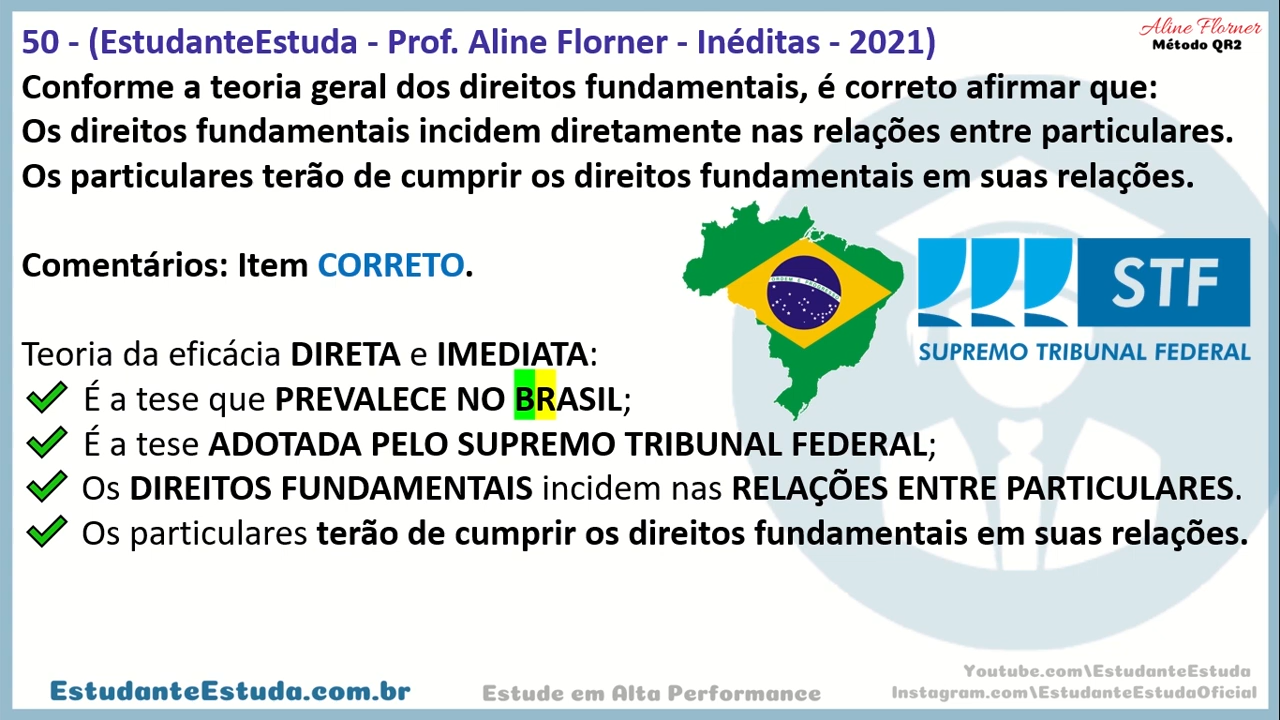 50 - (EstudanteEstuda - Prof. Aline Florner - Inéditas - 2021)
Aline Florner
Método QR2
Conforme a teoria geral dos direitos fundamentais, é correto afirmar que:
Os direitos fundamentais incidem diretamente nas relações entre particulares.
Os particulares terão de cumprir os direitos fundamentais em suas relações.
Comentários: Item CORRETO.
ORDEM E PROGRESSO
STF
SUPREMO TRIBUNAL FEDERAL
Teoria da eficácia DIRETA e IMEDIATA:
É a tese que PREVALECE NO BRASIL;
É a tese ADOTADA PELO SUPREMO TRIBUNAL FEDERAL;
Os DIREITOS FUNDAMENTAIS incidem nas RELAÇÕES ENTRE PARTICULARES.
Os particulares terão de cumprir os direitos fundamentais em suas relações.
EstudanteEstuda.com.br
Estude em Alta Performance
Youtube.com\EstudanteEstuda
Instagram.com\EstudanteEstudaOficial